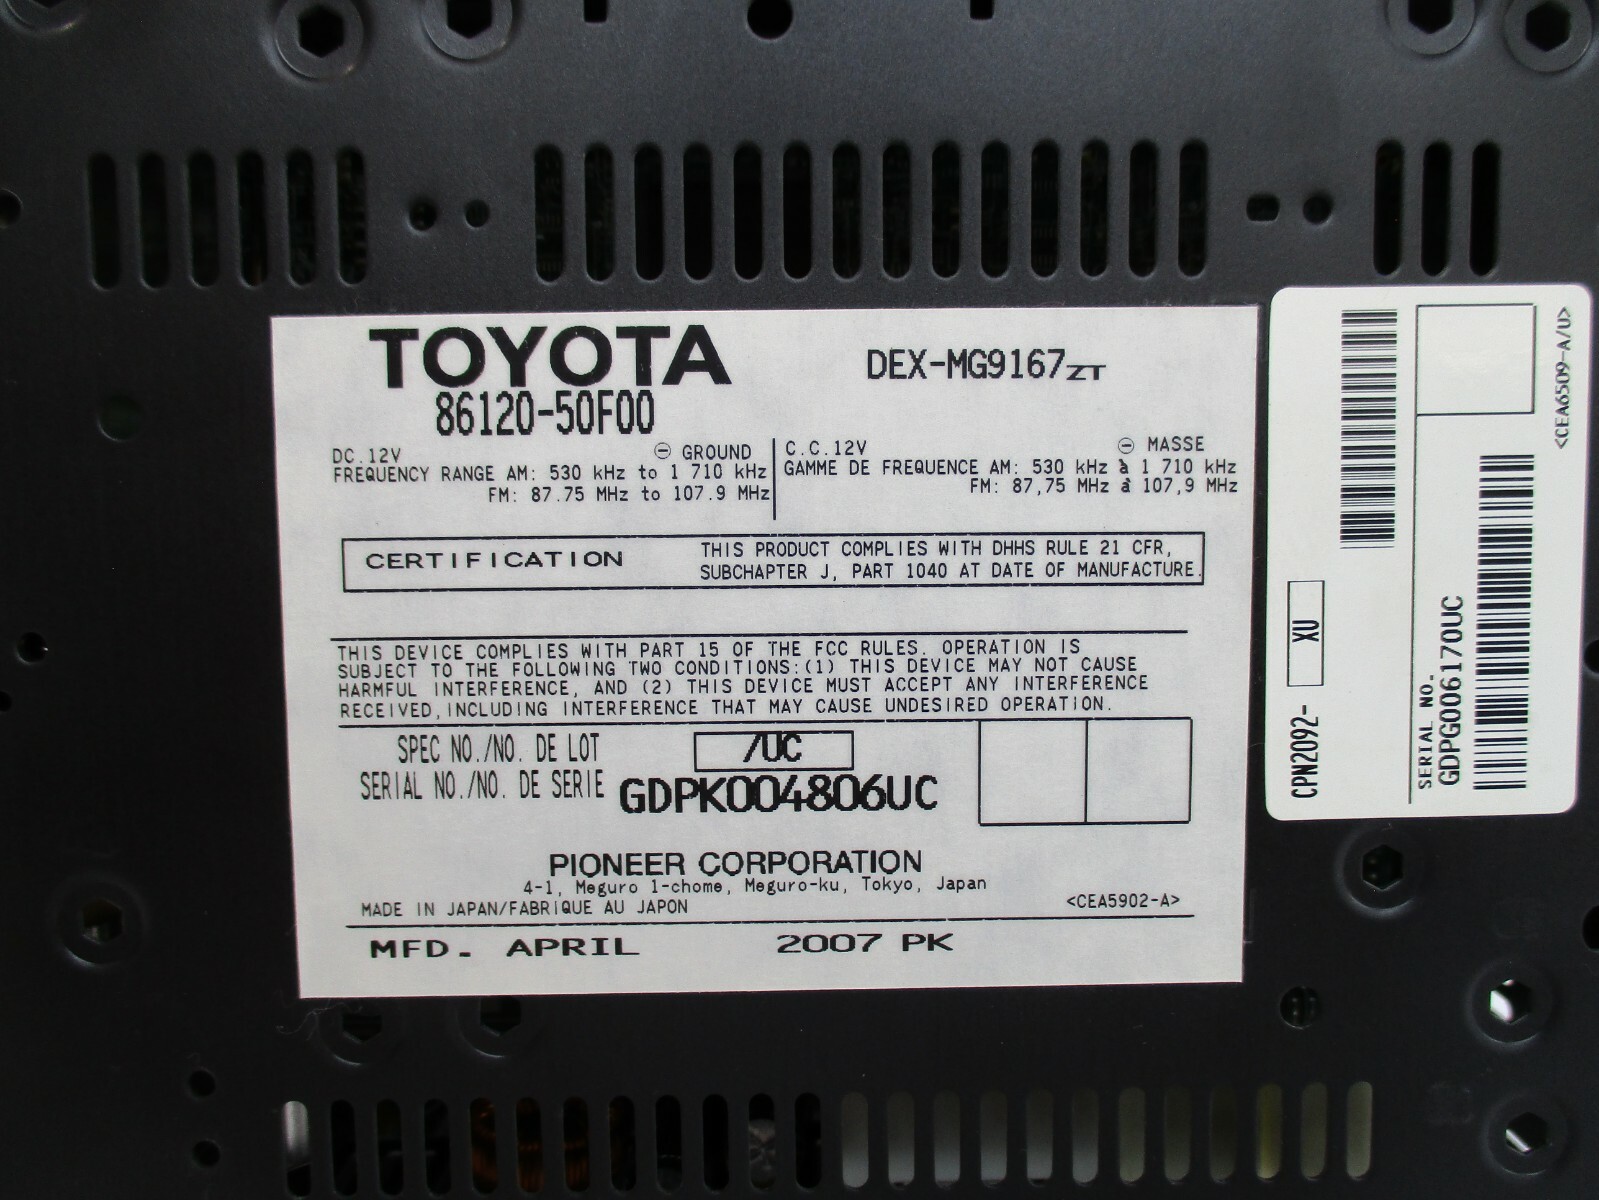 TOYOTA
86120-50F00
DEX-MG9167ZT
DC.12V ⊖ GROUND
FREQUENCY RANGE AM: 530 kHz to 1 710 kHz
FM: 87.75 MHz to 107.9 MHz
C.C.12V ⊖ MASSE
GAMME DE FREQUENCE AM: 530 kHz à 1 710 kHz
FM: 87,75 MHz à 107,9 MHz
CERTIFICATION
THIS PRODUCT COMPLIES WITH DHHS RULE 21 CFR,
SUBCHAPTER J, PART 1040 AT DATE OF MANUFACTURE.
THIS DEVICE COMPLIES WITH PART 15 OF THE FCC RULES. OPERATION IS
SUBJECT TO THE FOLLOWING TWO CONDITIONS:(1) THIS DEVICE MAY NOT CAUSE
HARMFUL INTERFERENCE, AND (2) THIS DEVICE MUST ACCEPT ANY INTERFERENCE
RECEIVED,INCLUDING INTERFERENCE THAT MAY CAUSE UNDESIRED OPERATION.
SPEC NO./NO. DE LOT /UC
SERIAL NO./NO. DE SERIE GDPK004806UC
PIONEER CORPORATION
4-1, Meguro 1-chome, Meguro-ku, Tokyo, Japan
MADE IN JAPAN/FABRIQUE AU JAPON <CEA5902-A>
MFD. APRIL 2007 PK
CPN2092- XU
SERIAL NO.
GDPG006170UC
<CEA6509-A/U>